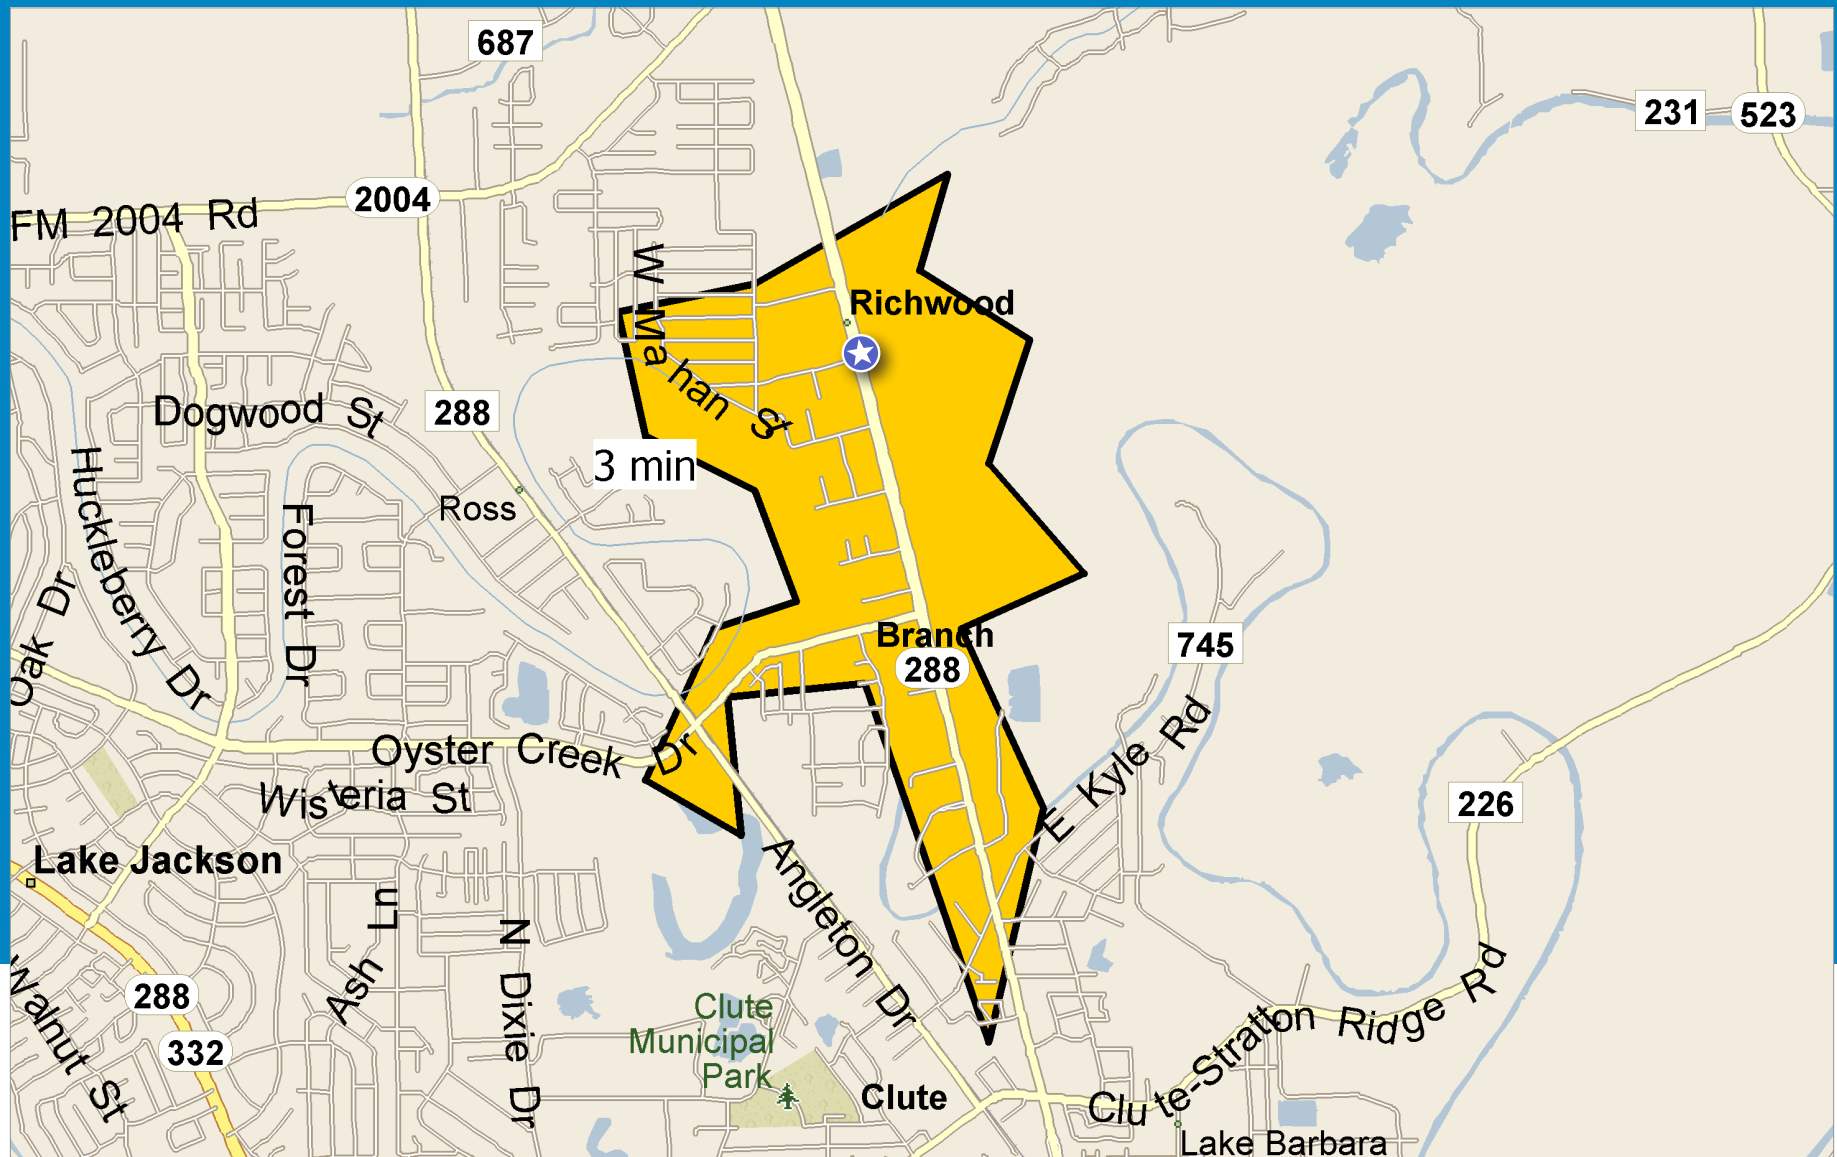 687
231
523
2004
FM 2004 Rd
W Mahan St
Richwood
Dogwood St
288
3 min
Ross
Huckleberry Dr
Forest Dr
Oak Dr
Branch
288
745
E Kyle Rd
Oyster Creek Dr
Wisteria St
226
Lake Jackson
Angleton Dr
Ash Ln
N Dixie Dr
Walnut St
288
332
Clute
Municipal
Park
Clute
Clute-Stratton Ridge Rd
Lake Barbara